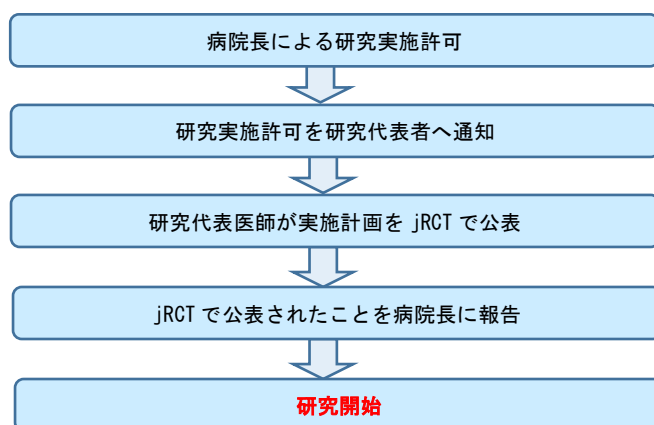 病院長による研究実施許可
研究実施許可を研究代表者へ通知
研究代表医師が実施計画を jRCT で公表
jRCT で公表されたことを病院長に報告
研究開始